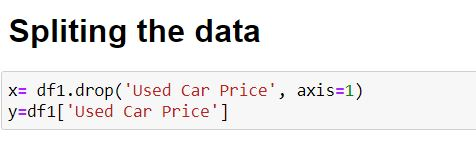 Spliting the data
x= df1.drop('Used Car Price', axis=1)
y=df1['Used Car Price']